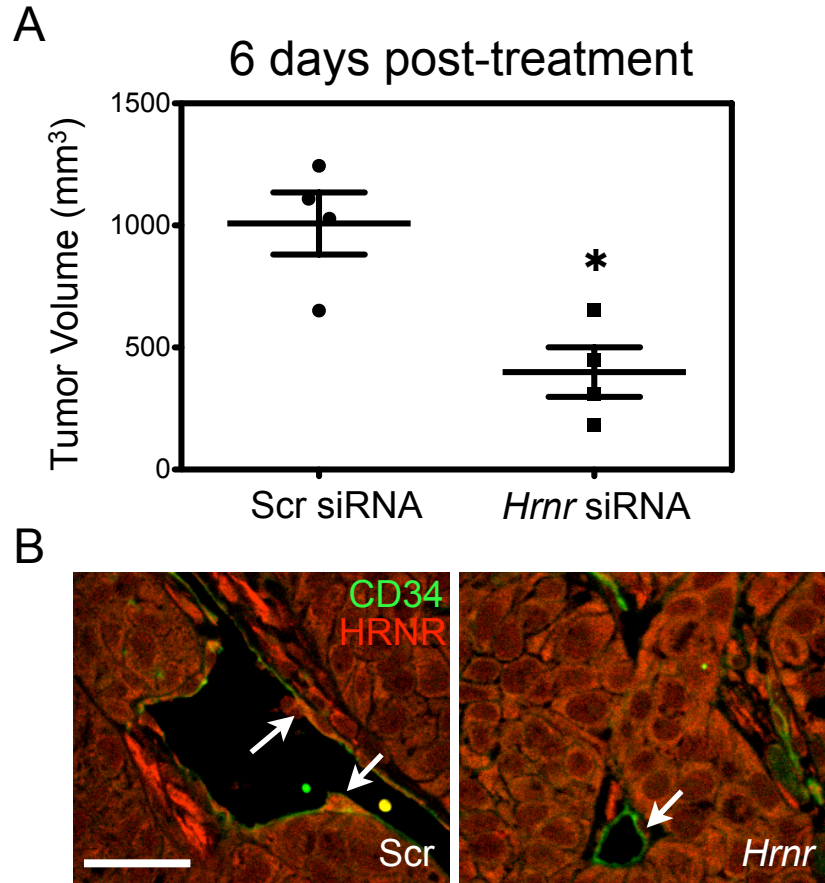 A
6 days post-treatment
Tumor Volume (mm³)
1500
1000
500
0
*
Scr siRNA
Hrnr siRNA
B
CD34
HRNR
Scr
Hrnr